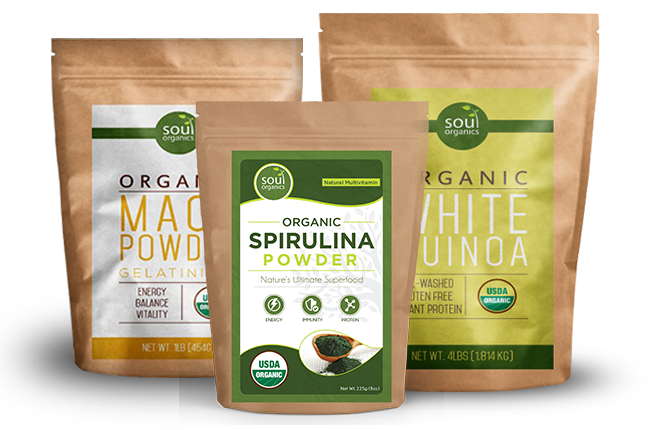 soul
organics
ORGANIC
MAC
POWD
GELATINI
ENERGY
BALANCE
VITALITY
NET WT. 1LB (454G
soul
organics
Natural Multivitamin
ORGANIC
SPIRULINA
POWDER
Nature's Ultimate Superfood
ENERGY IMMUNITY PROTEIN
USDA
ORGANIC
Net Wt. 225g (8oz)
soul
organics
RGANIC
WHITE
UINOA
-WASHED
TEN FREE
ANT PROTEIN
USDA
ORGANIC
NET WT. 4LBS (1.814 KG)